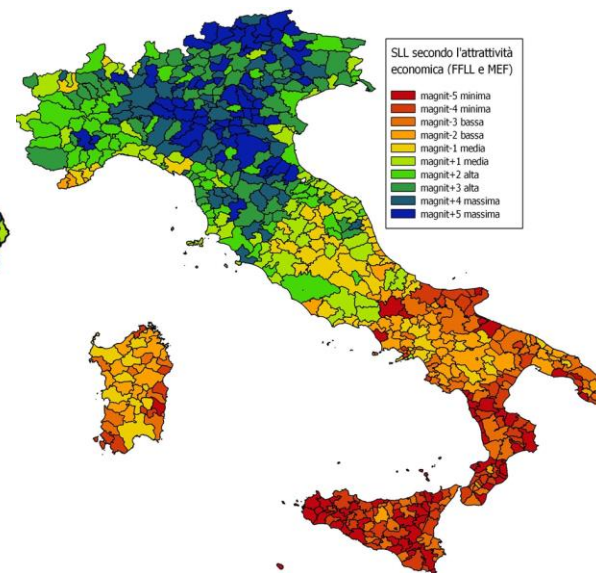 SLL secondo l'attrattività
economica (FFLL e MEF)
magnit-5 minima
magnit-4 minima
magnit-3 bassa
magnit-2 bassa
magnit-1 media
magnit+1 media
magnit+2 alta
magnit+3 alta
magnit+4 massima
magnit+5 massima